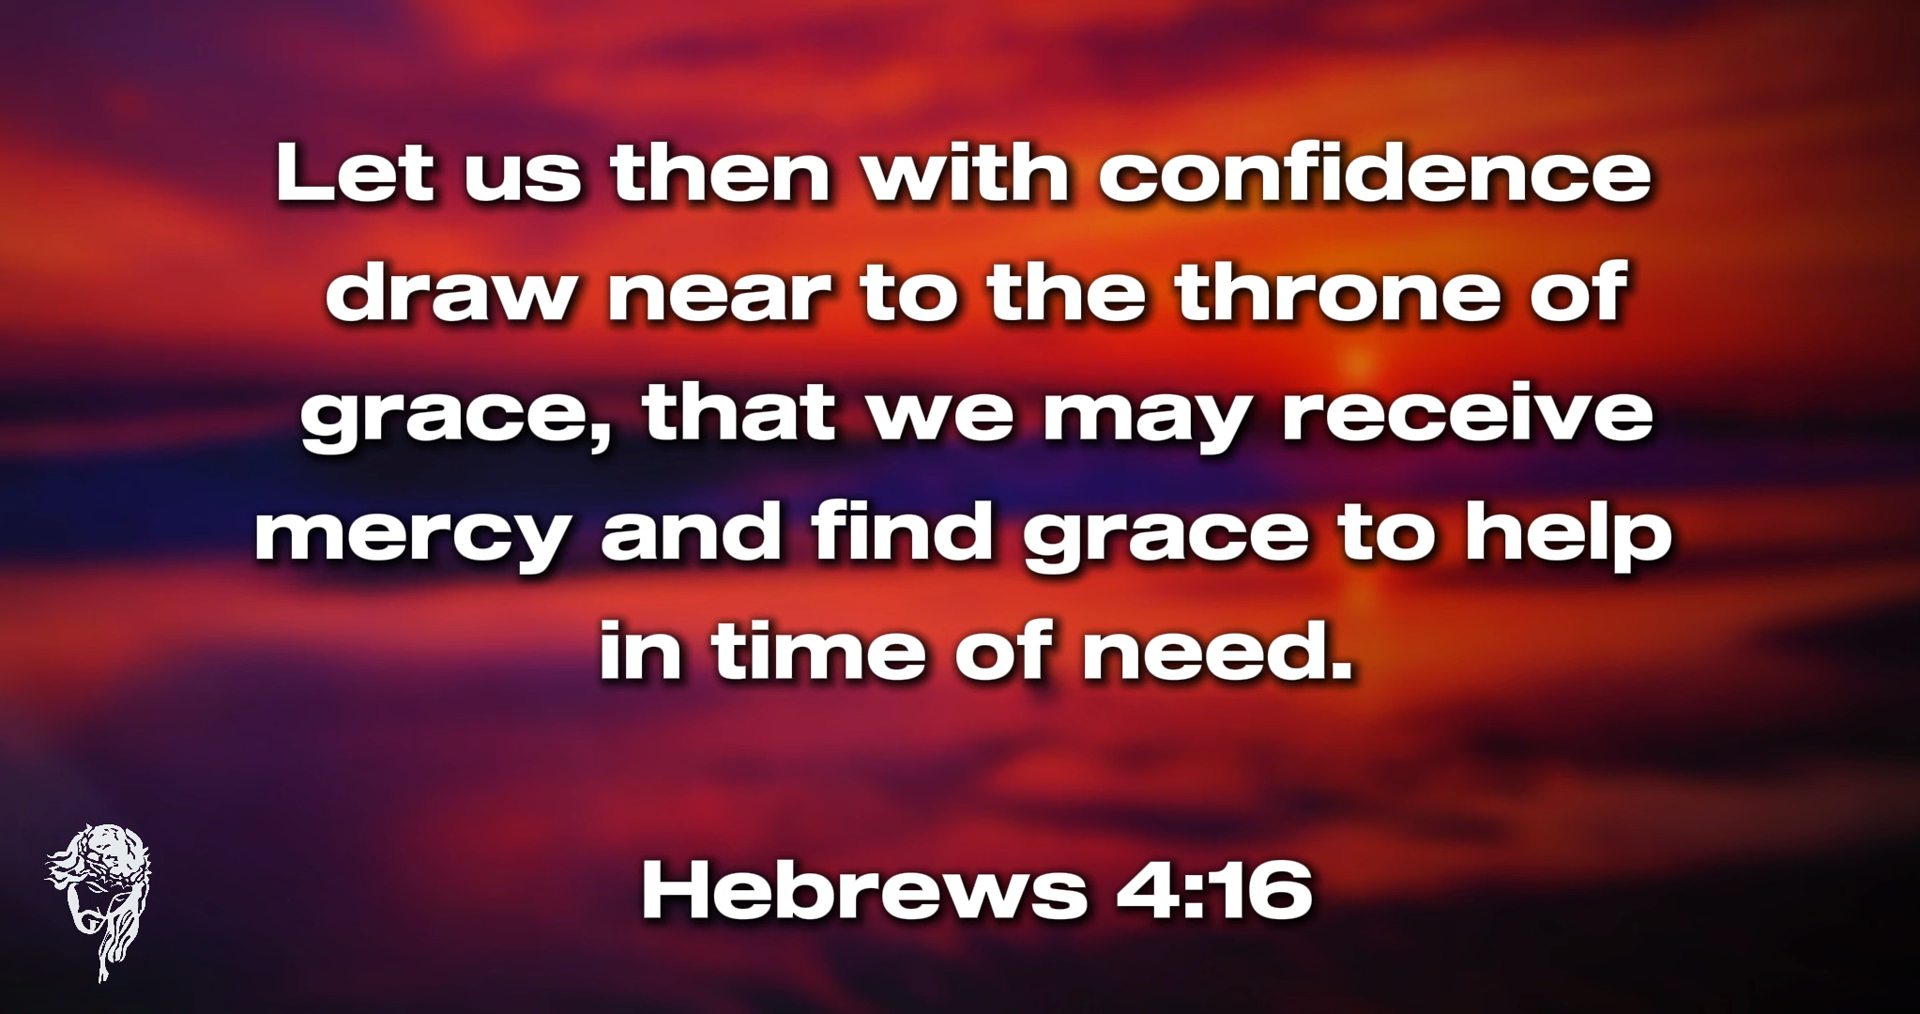 Let us then with confidence
draw near to the throne of
grace, that we may receive
mercy and find grace to help
in time of need.
Hebrews 4:16